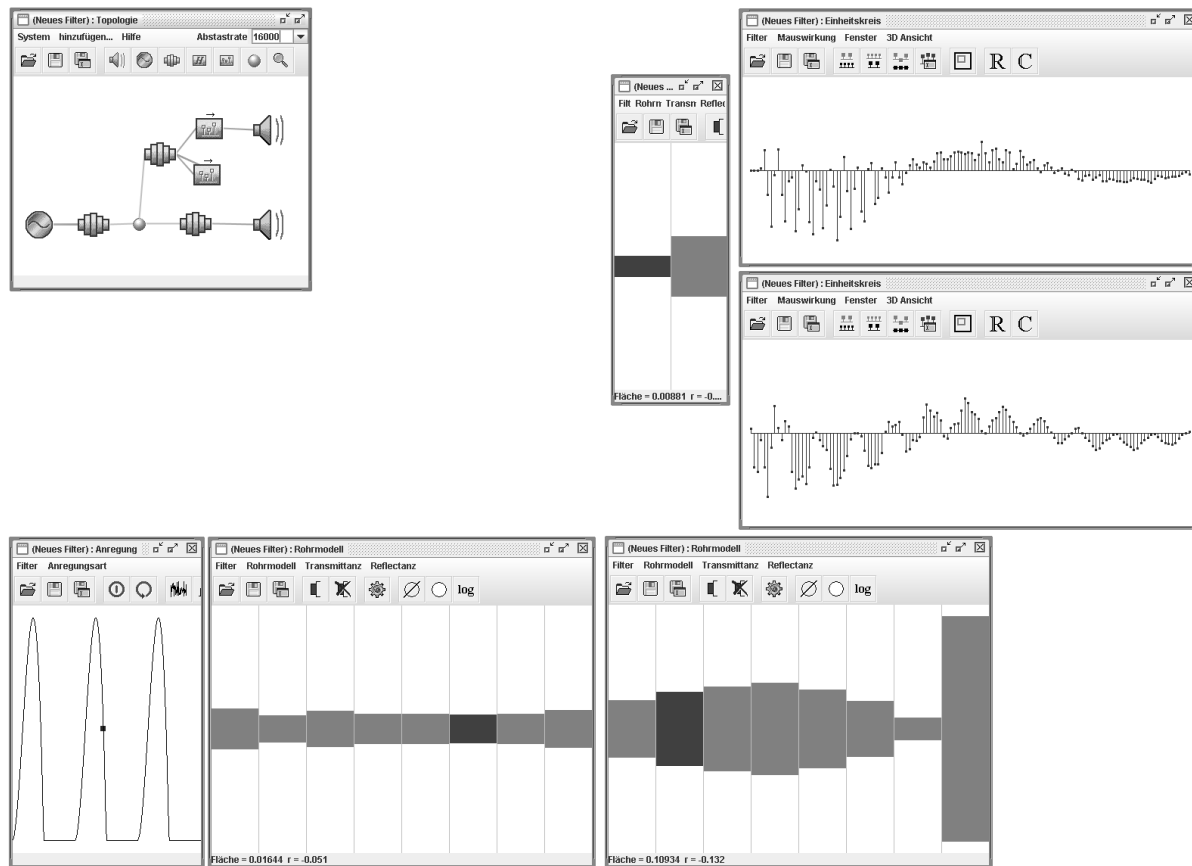 (Neues Filter) : Topologie
System hinzufügen... Hilfe Abstastrate 16000
(Neues ...
Filt Rohrn Transn Reflec
Fläche = 0.00881 r = -0....
(Neues Filter) : Einheitskreis
Filter Mauswirkung Fenster 3D Ansicht
R C
(Neues Filter) : Einheitskreis
Filter Mauswirkung Fenster 3D Ansicht
R C
(Neues Filter) : Anregung
Filter Anregungsart
(Neues Filter) : Rohrmodell
Filter Rohrmodell Transmittanz Reflectanz
log
Fläche = 0.01644 r = -0.051
(Neues Filter) : Rohrmodell
Filter Rohrmodell Transmittanz Reflectanz
log
Fläche = 0.10934 r = -0.132